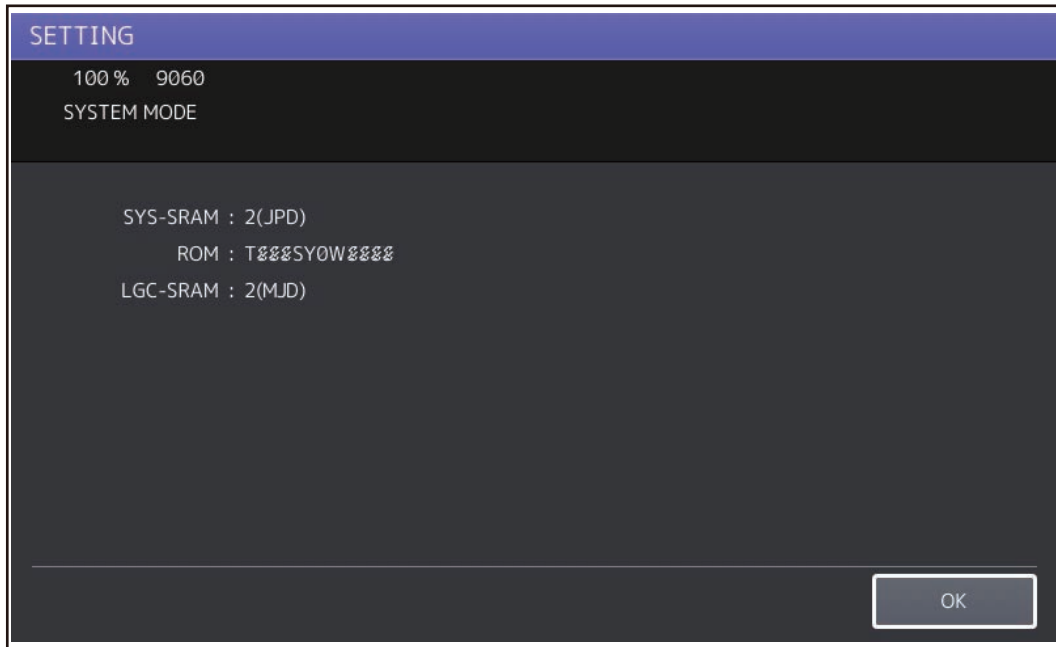 SETTING
100 % 9060
SYSTEM MODE
SYS-SRAM : 2(JPD)
ROM : T&&&SY0W&&&&
LGC-SRAM : 2(MJD)
OK